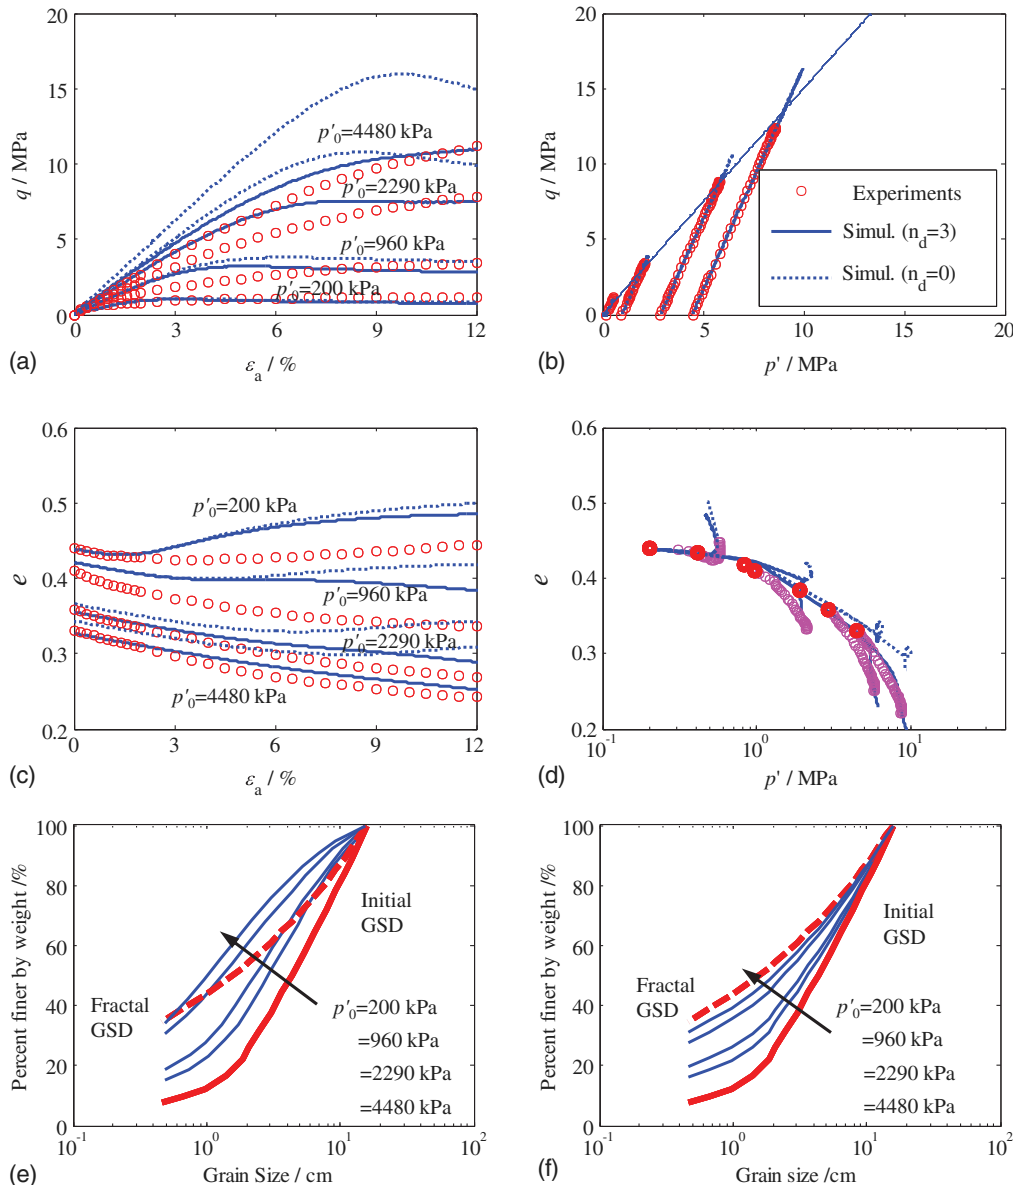 20
15
10
5
0
q / MPa
p'0=4480 kPa
p'0=2290 kPa
p'0=960 kPa
p'0=200 kPa
0 3 6 9 12
(a)
εa / %
20
15
10
5
0
q / MPa
Experiments
Simul. (nd=3)
Simul. (nd=0)
0 5 10 15 20
(b)
p' / MPa
0.6
0.5
0.4
0.3
0.2
e
p'0=200 kPa
p'0=960 kPa
p'0=2290 kPa
p'0=4480 kPa
0 3 6 9 12
(c)
εa / %
0.6
0.5
0.4
0.3
0.2
e
10-1 100 101
(d)
p' / MPa
100
80
60
40
20
0
Percent finer by weight /%
Initial
GSD
Fractal
GSD
p'0=200 kPa
=960 kPa
=2290 kPa
=4480 kPa
10-1 100 101 102
(e)
Grain Size / cm
100
80
60
40
20
0
Percent finer by weight /%
Initial
GSD
Fractal
GSD
p'0=200 kPa
=960 kPa
=2290 kPa
=4480 kPa
10-1 100 101 102
(f)
Grain size /cm